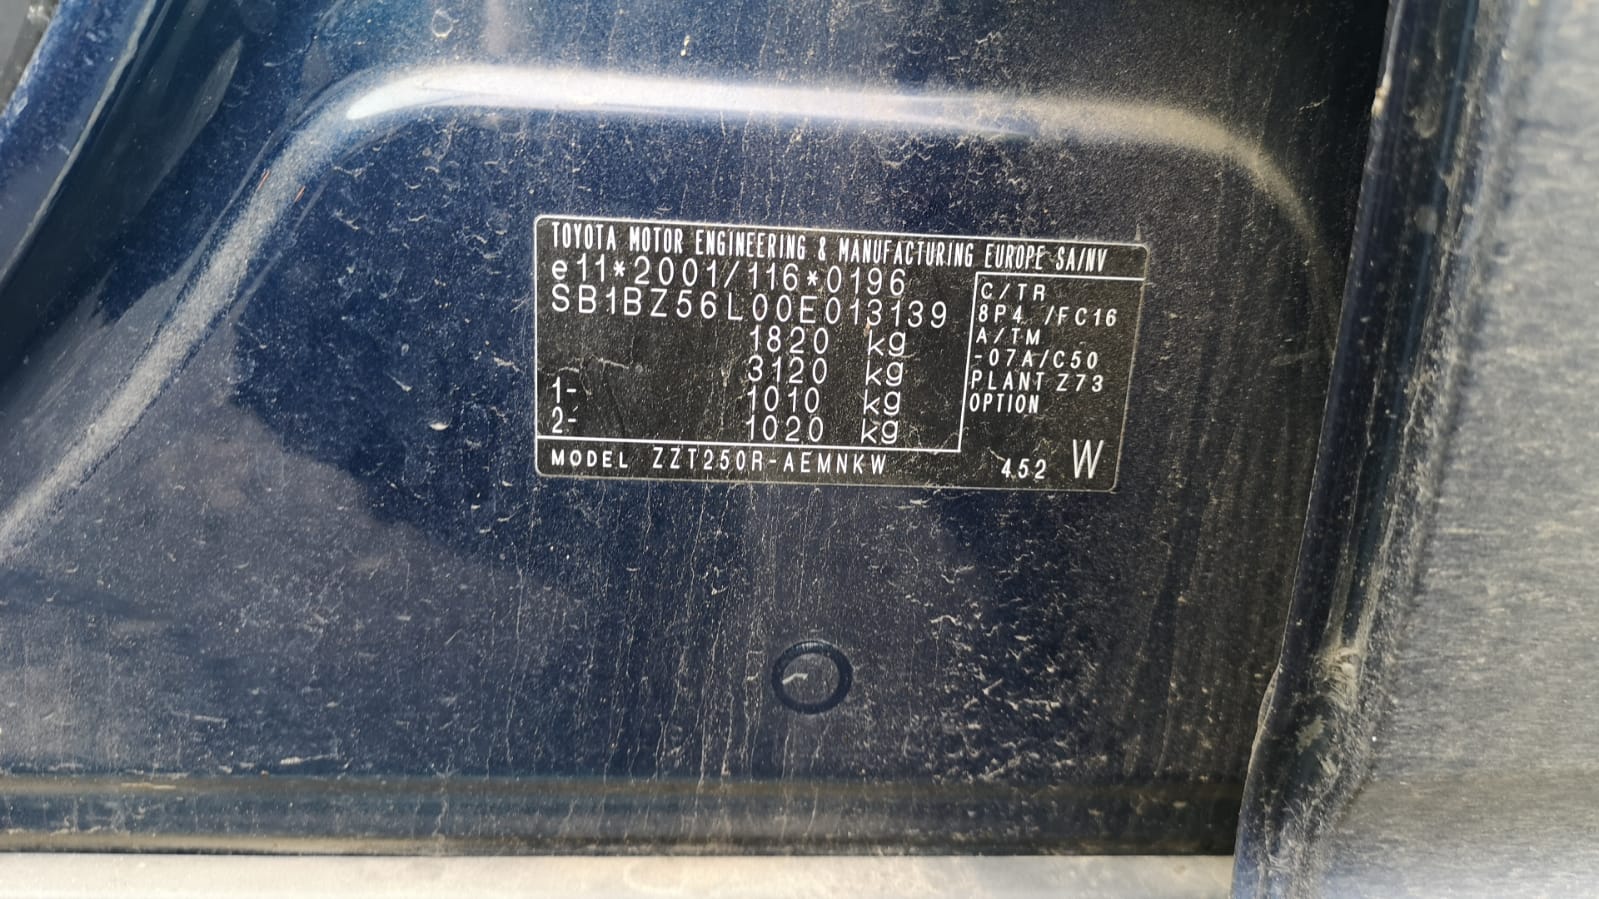 TOYOTA MOTOR ENGINEERING & MANUFACTURING EUROPE SA/NV
e11*2001/116*0196
SB1BZ56L00E013139
1820 kg
3120 kg
1- 1010 kg
2- 1020 kg
C/TR
8P4 /FC16
A/TM
-07A/C50
PLANT Z73
OPTION
MODEL ZZT250R-AEMNKW
452 W